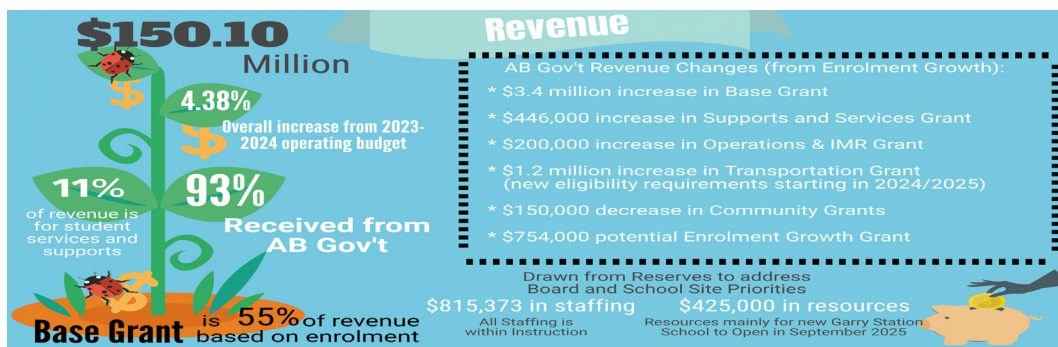 $150.10
Million
4.38%
Overall increase from 2023-
2024 operating budget
11%
of revenue is
for student
services and
supports
93%
Received from
AB Gov't
Base Grant is 55% of revenue
based on enrolment
Revenue
AB Gov't Revenue Changes (from Enrolment Growth):
* $3.4 million increase in Base Grant
* $446,000 increase in Supports and Services Grant
* $200,000 increase in Operations & IMR Grant
* $1.2 million increase in Transportation Grant
(new eligibility requirements starting in 2024/2025)
* $150,000 decrease in Community Grants
* $754,000 potential Enrolment Growth Grant
Drawn from Reserves to address
Board and School Site Priorities
$815,373 in staffing
All Staffing is
within Instruction
$425,000 in resources
Resources mainly for new Garry Station
School to Open in September 2025